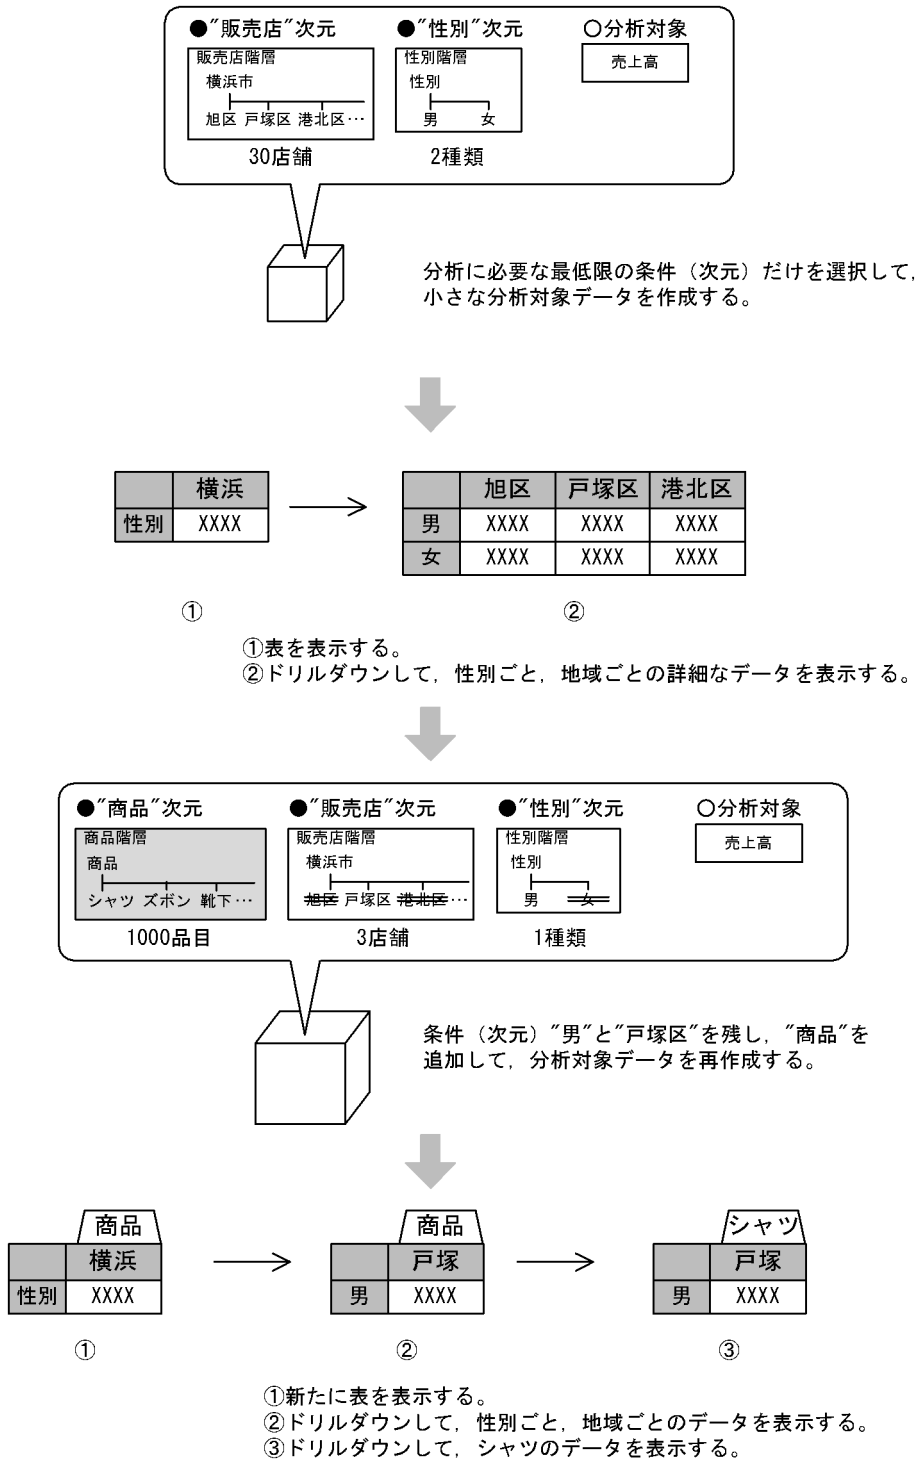 ●"販売店"次元 ●"性別"次元 ○分析対象
販売店階層 性別階層 売上高
横浜市 性別
旭区 戸塚区 港北区… 男 女
30店舗 2種類
分析に必要な最低限の条件（次元）だけを選択して，
小さな分析対象データを作成する。
横浜 旭区 戸塚区 港北区
性別 XXXX 男 XXXX XXXX XXXX
女 XXXX XXXX XXXX
① ②
①表を表示する。
②ドリルダウンして，性別ごと，地域ごとの詳細なデータを表示する。
●"商品"次元 ●"販売店"次元 ●"性別"次元 ○分析対象
商品階層 販売店階層 性別階層 売上高
商品 横浜市 性別
シャツ ズボン 靴下… 旭区 戸塚区 港北区… 男 女
1000品目 3店舗 1種類
条件（次元）"男"と"戸塚区"を残し，"商品"を
追加して，分析対象データを再作成する。
商品 商品 シャツ
横浜 戸塚 戸塚
性別 XXXX 男 XXXX 男 XXXX
① ② ③
①新たに表を表示する。
②ドリルダウンして，性別ごと，地域ごとのデータを表示する。
③ドリルダウンして，シャツのデータを表示する。